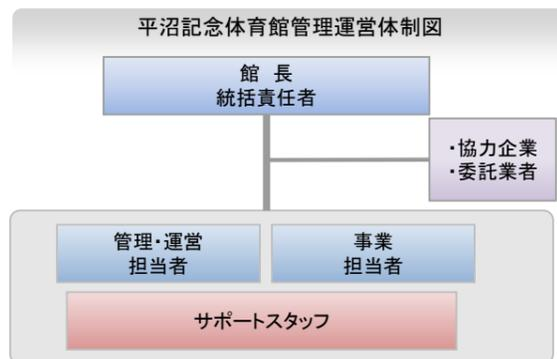 平沼記念体育館管理運営体制図
館 長
統括責任者
・協力企業
・委託業者
管理・運営
担当者
事業
担当者
サポートスタッフ